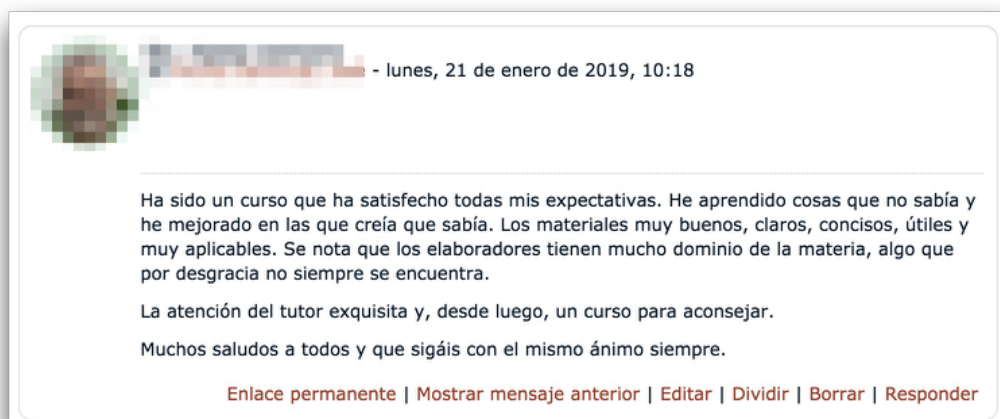 - lunes, 21 de enero de 2019, 10:18
Ha sido un curso que ha satisfecho todas mis expectativas. He aprendido cosas que no sabía y
he mejorado en las que creía que sabía. Los materiales muy buenos, claros, concisos, útiles y
muy aplicables. Se nota que los elaboradores tienen mucho dominio de la materia, algo que
por desgracia no siempre se encuentra.
La atención del tutor exquisita y, desde luego, un curso para aconsejar.
Muchos saludos a todos y que sigáis con el mismo ánimo siempre.
Enlace permanente | Mostrar mensaje anterior | Editar | Dividir | Borrar | Responder